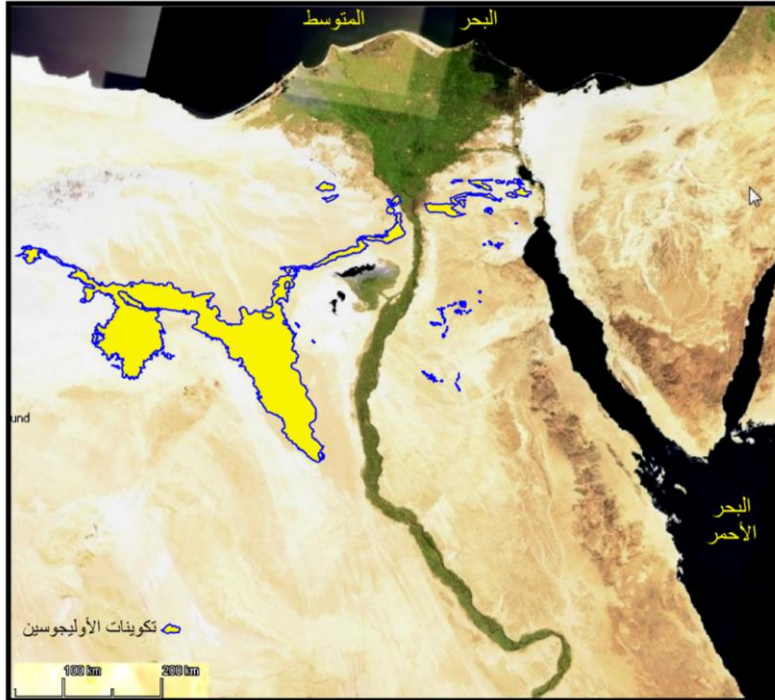 البحر المتوسط
und
البحر
الأحمر
تكوينات الأوليجوسين
100 km 200 km